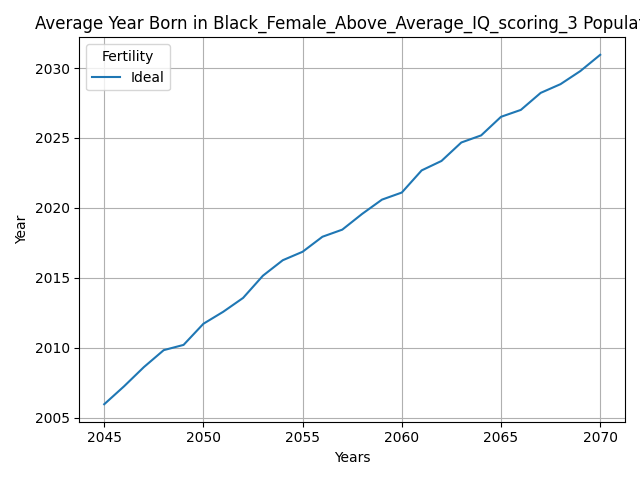 Average Year Born in Black_Female_Above_Average_IQ_scoring_3 Populat
Fertility
Ideal
2030
2025
2020
2015
2010
2005
Year
2045 2050 2055 2060 2065 2070
Years